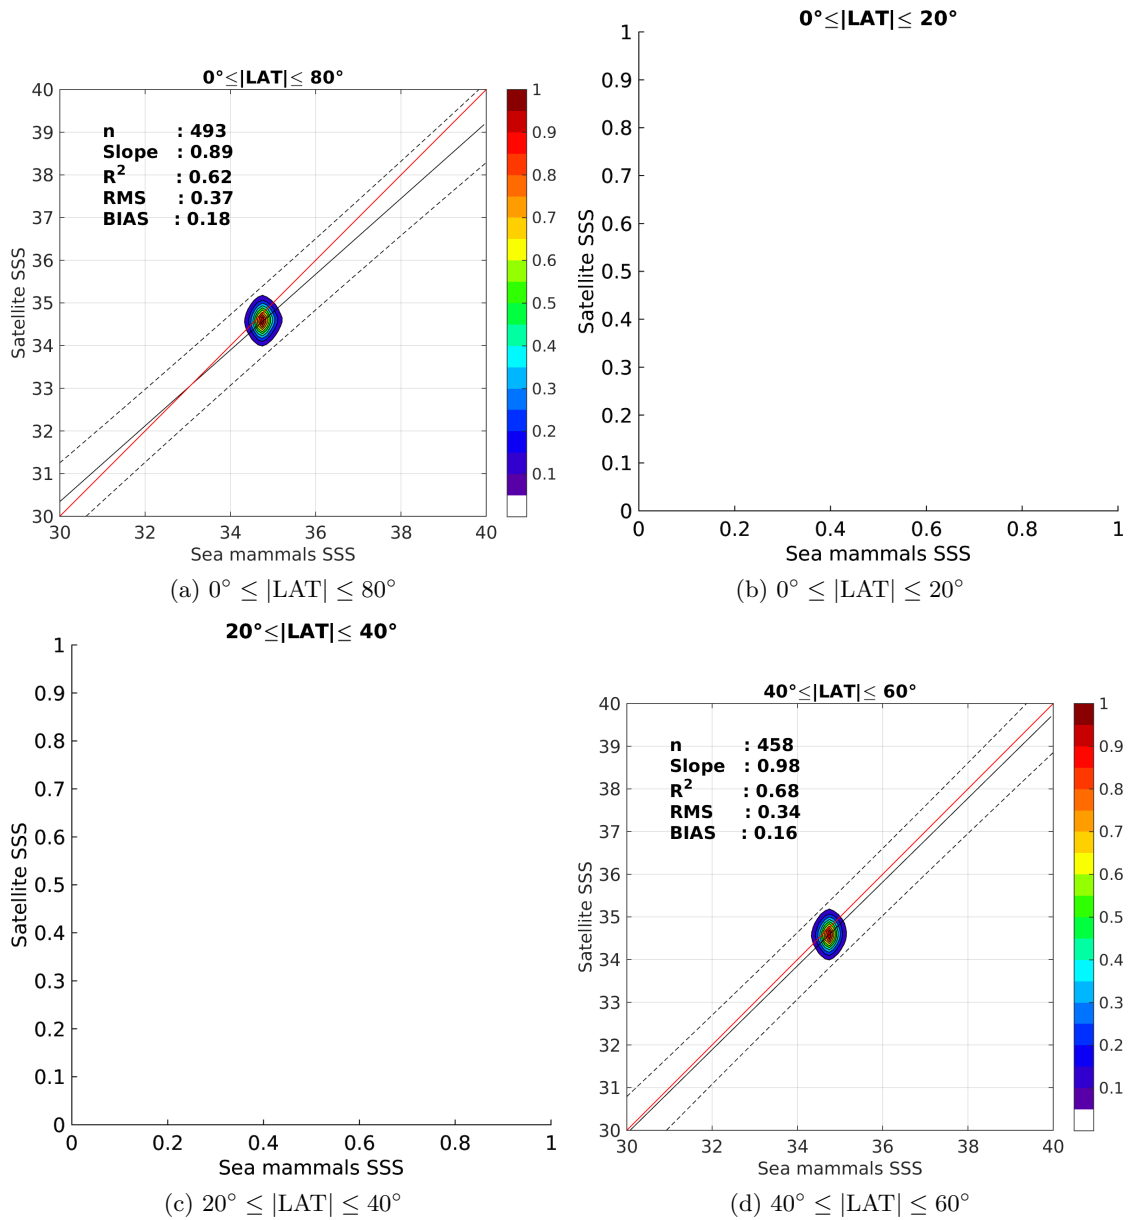 0°≤|LAT|≤ 80°
40
39
38
37
36
35
34
33
32
31
30
Satellite SSS
n : 493
Slope : 0.89
R² : 0.62
RMS : 0.37
BIAS : 0.18
30 32 34 36 38 40
Sea mammals SSS
1
0.9
0.8
0.7
0.6
0.5
0.4
0.3
0.2
0.1
(a) 0° ≤ |LAT| ≤ 80°
0°≤|LAT|≤ 20°
1
0.9
0.8
0.7
0.6
0.5
0.4
0.3
0.2
0.1
0
Satellite SSS
0 0.2 0.4 0.6 0.8 1
Sea mammals SSS
(b) 0° ≤ |LAT| ≤ 20°
20°≤|LAT|≤ 40°
1
0.9
0.8
0.7
0.6
0.5
0.4
0.3
0.2
0.1
0
Satellite SSS
0 0.2 0.4 0.6 0.8 1
Sea mammals SSS
(c) 20° ≤ |LAT| ≤ 40°
40°≤|LAT|≤ 60°
40
39
38
37
36
35
34
33
32
31
30
Satellite SSS
n : 458
Slope : 0.98
R² : 0.68
RMS : 0.34
BIAS : 0.16
30 32 34 36 38 40
Sea mammals SSS
1
0.9
0.8
0.7
0.6
0.5
0.4
0.3
0.2
0.1
(d) 40° ≤ |LAT| ≤ 60°